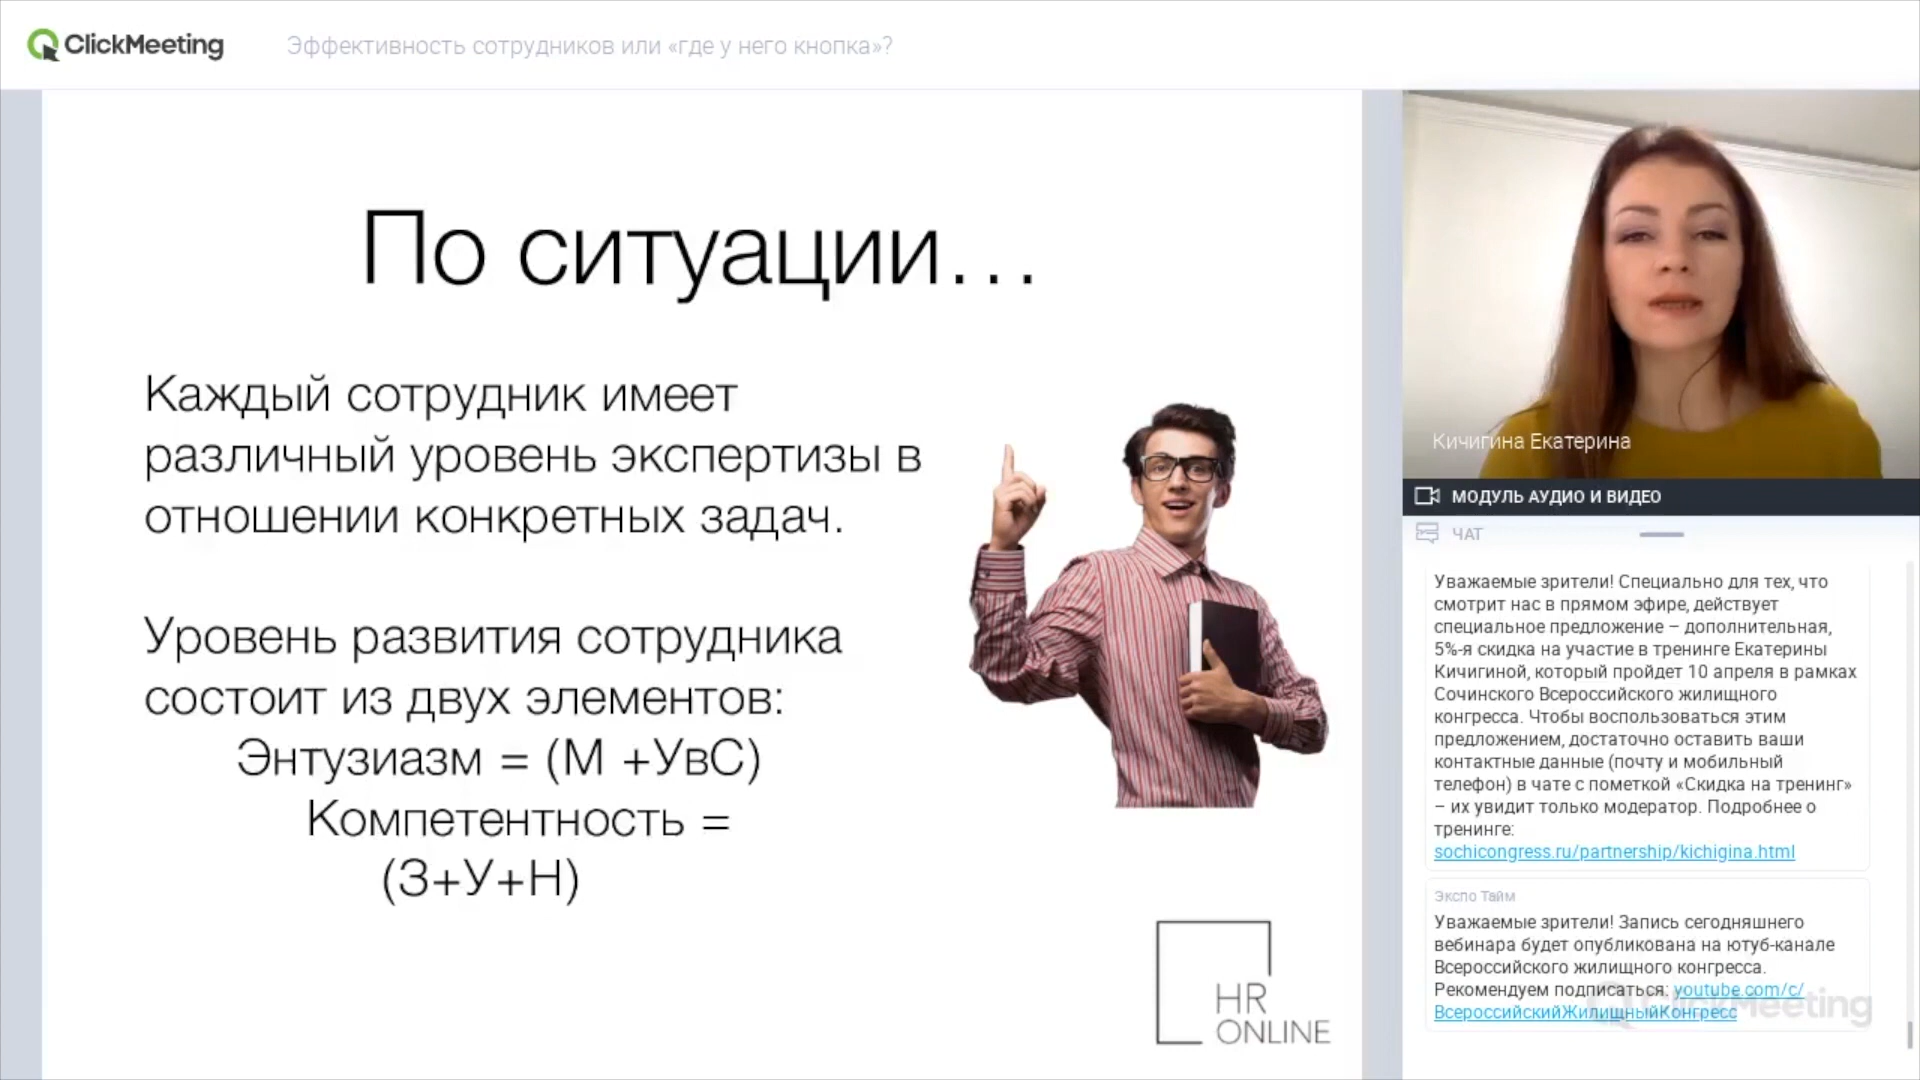 ClickMeeting
Эффективность сотрудников или «где у него кнопка»?
По ситуации...
Каждый сотрудник имеет
различный уровень экспертизы в
отношении конкретных задач.
Уровень развития сотрудника
состоит из двух элементов:
Энтузиазм = (М +УвС)
Компетентность =
(З+У+Н)
HR
ONLINE
Кичигина Екатерина
МОДУЛЬ АУДИО И ВИДЕО
ЧАТ
Уважаемые зрители! Специально для тех, что
смотрит нас в прямом эфире, действует
специальное предложение – дополнительная,
5%-я скидка на участие в тренинге Екатерины
Кичигиной, который пройдет 10 апреля в рамках
Сочинского Всероссийского жилищного
конгресса. Чтобы воспользоваться этим
предложением, достаточно оставить ваши
контактные данные (почту и мобильный
телефон) в чате с пометкой «Скидка на тренинг»
– их увидит только модератор. Подробнее о
тренинге:
sochicongress.ru/partnership/kichigina.html
Экспо Тайм
Уважаемые зрители! Запись сегодняшнего
вебинара будет опубликована на ютуб-канале
Всероссийского жилищного конгресса.
Рекомендуем подписаться: youtube.com/c/
ВсероссийскийЖилищныйКонгресс
ClickMeeting